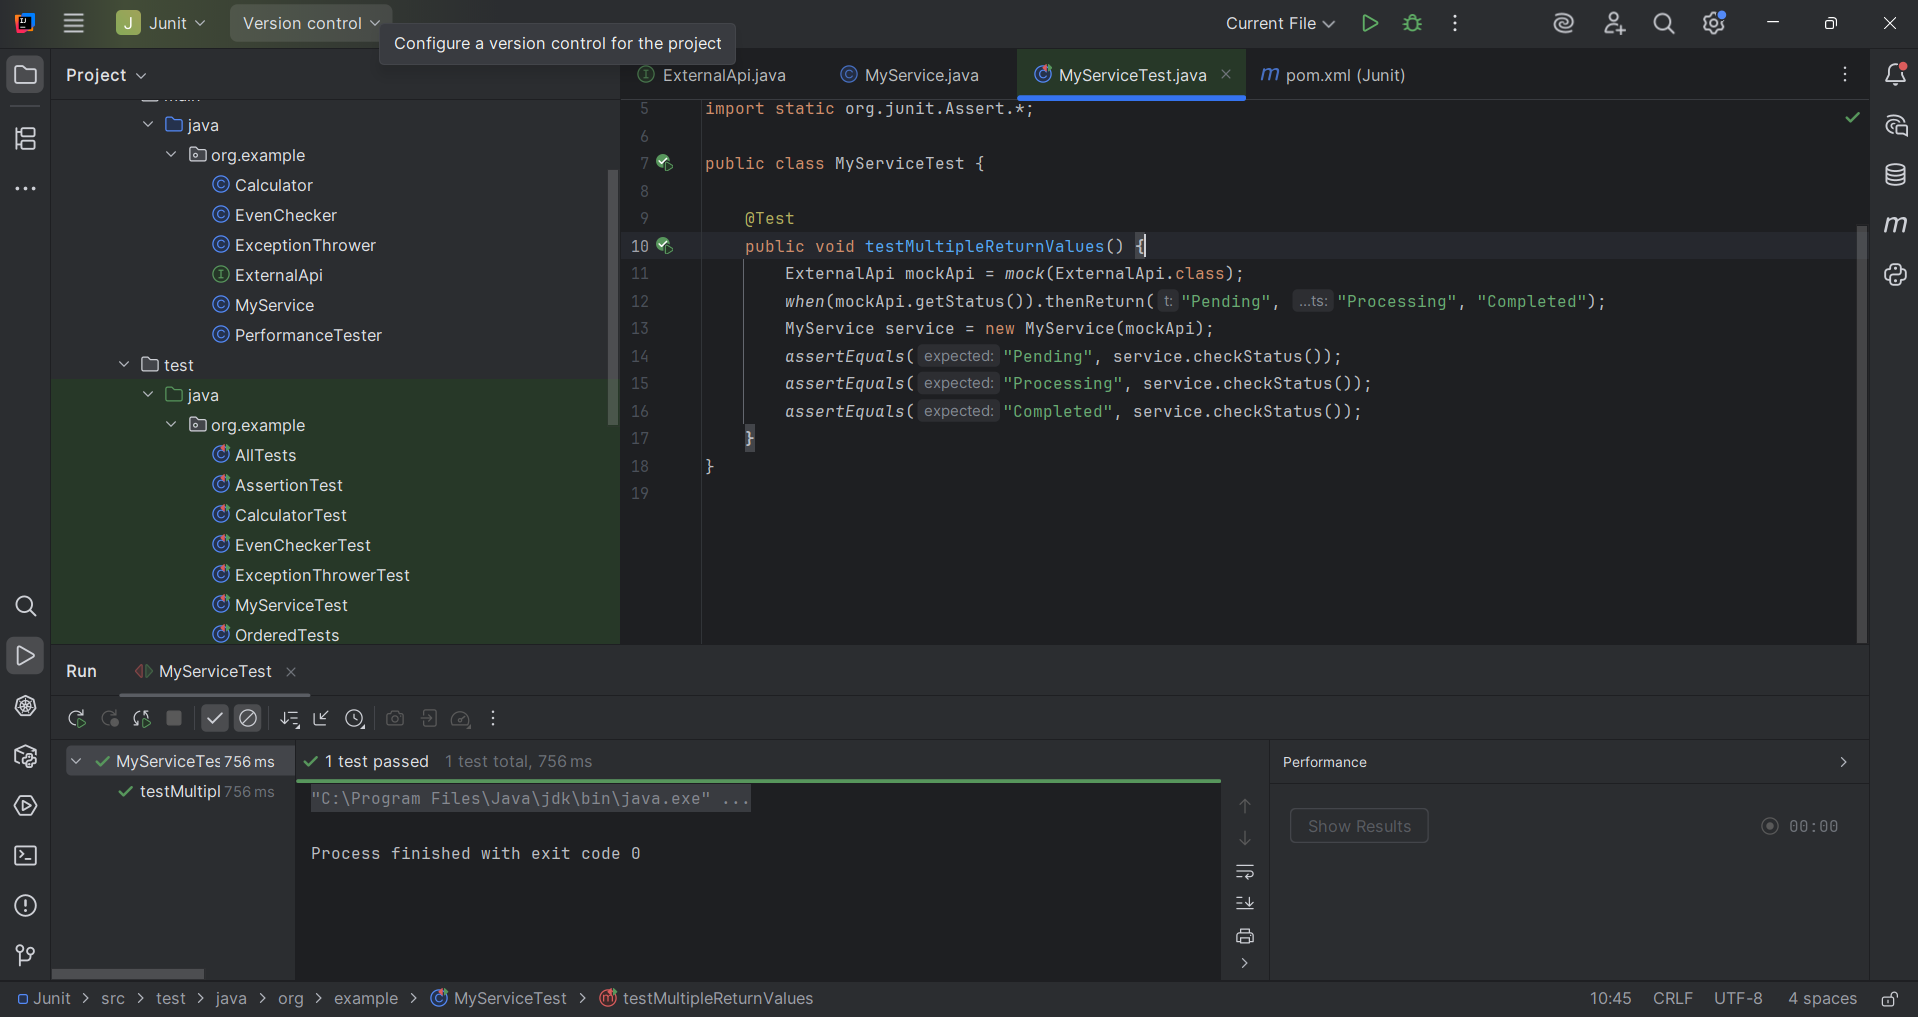 J Junit
Version control
Configure a version control for the project
Current File
Project
ExternalApi.java
MyService.java
MyServiceTest.java
m pom.xml (Junit)
java
org.example
Calculator
EvenChecker
ExceptionThrower
ExternalApi
MyService
PerformanceTester
test
java
org.example
AllTests
AssertionTest
CalculatorTest
EvenCheckerTest
ExceptionThrowerTest
MyServiceTest
OrderedTests
5 import static org.junit.Assert.*;
6
7 public class MyServiceTest {
8
9 @Test
10 public void testMultipleReturnValues() {
11 ExternalApi mockApi = mock(ExternalApi.class);
12 when(mockApi.getStatus()).thenReturn( t: "Pending", ...ts: "Processing", "Completed");
13 MyService service = new MyService(mockApi);
14 assertEquals( expected: "Pending", service.checkStatus());
15 assertEquals( expected: "Processing", service.checkStatus());
16 assertEquals( expected: "Completed", service.checkStatus());
17 }
18 }
19
Run
MyServiceTest
MyServiceTes 756 ms
testMultipl 756 ms
1 test passed 1 test total, 756 ms
"C:\Program Files\Java\jdk\bin\java.exe" ...
Process finished with exit code 0
Performance
Show Results
00:00
Junit > src > test > java > org > example > MyServiceTest > testMultipleReturnValues
10:45 CRLF UTF-8 4 spaces